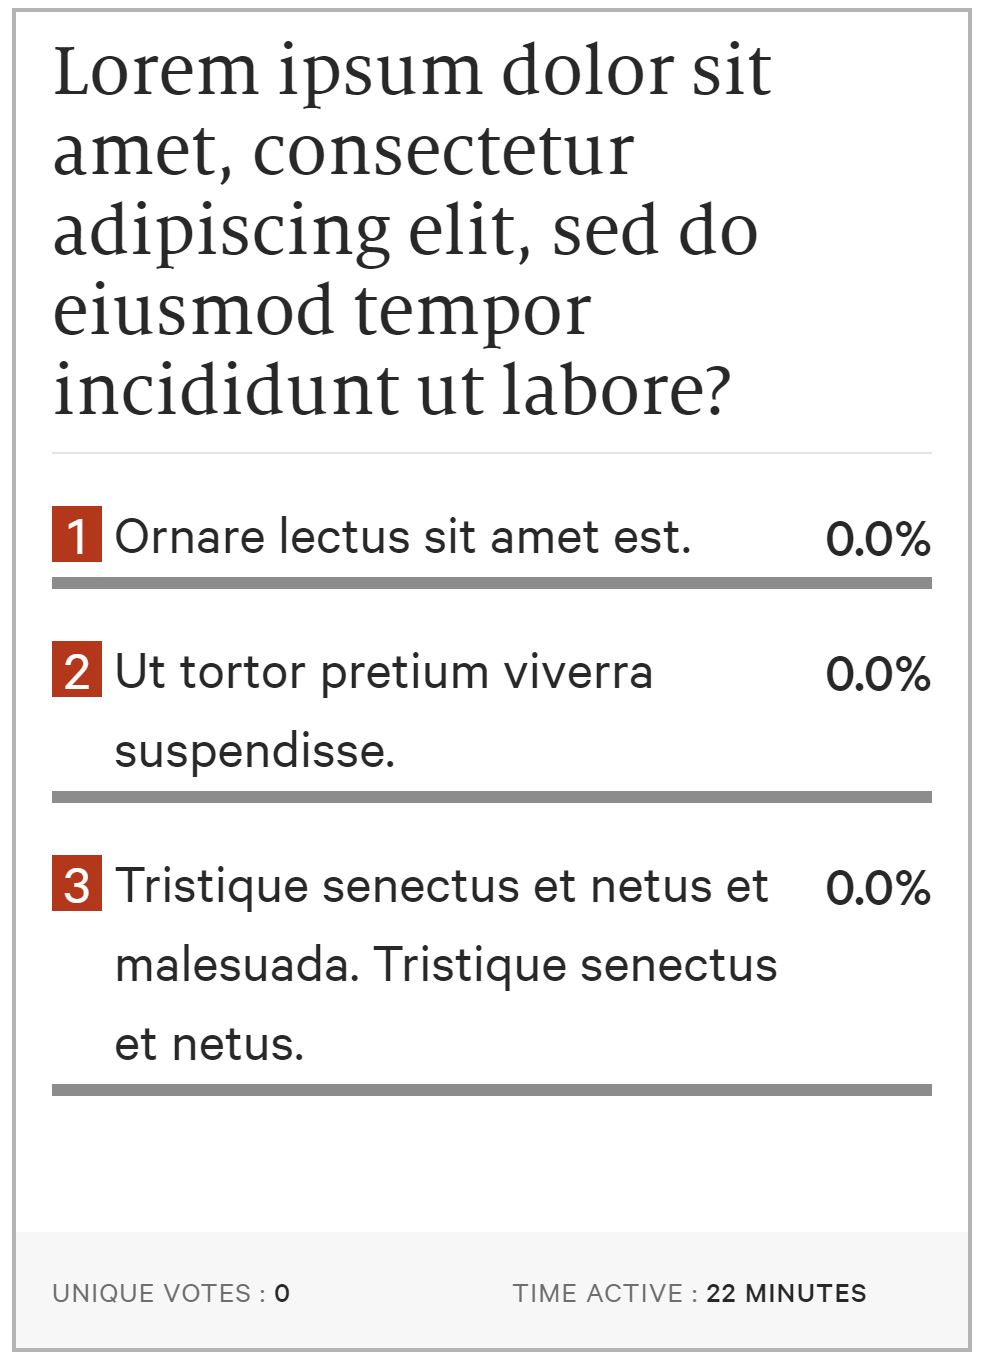 Lorem ipsum dolor sit
amet, consectetur
adipiscing elit, sed do
eiusmod tempor
incididunt ut labore?
1 Ornare lectus sit amet est. 0.0%
2 Ut tortor pretium viverra 0.0%
suspendisse.
3 Tristique senectus et netus et 0.0%
malesuada. Tristique senectus
et netus.
UNIQUE VOTES : 0 TIME ACTIVE : 22 MINUTES